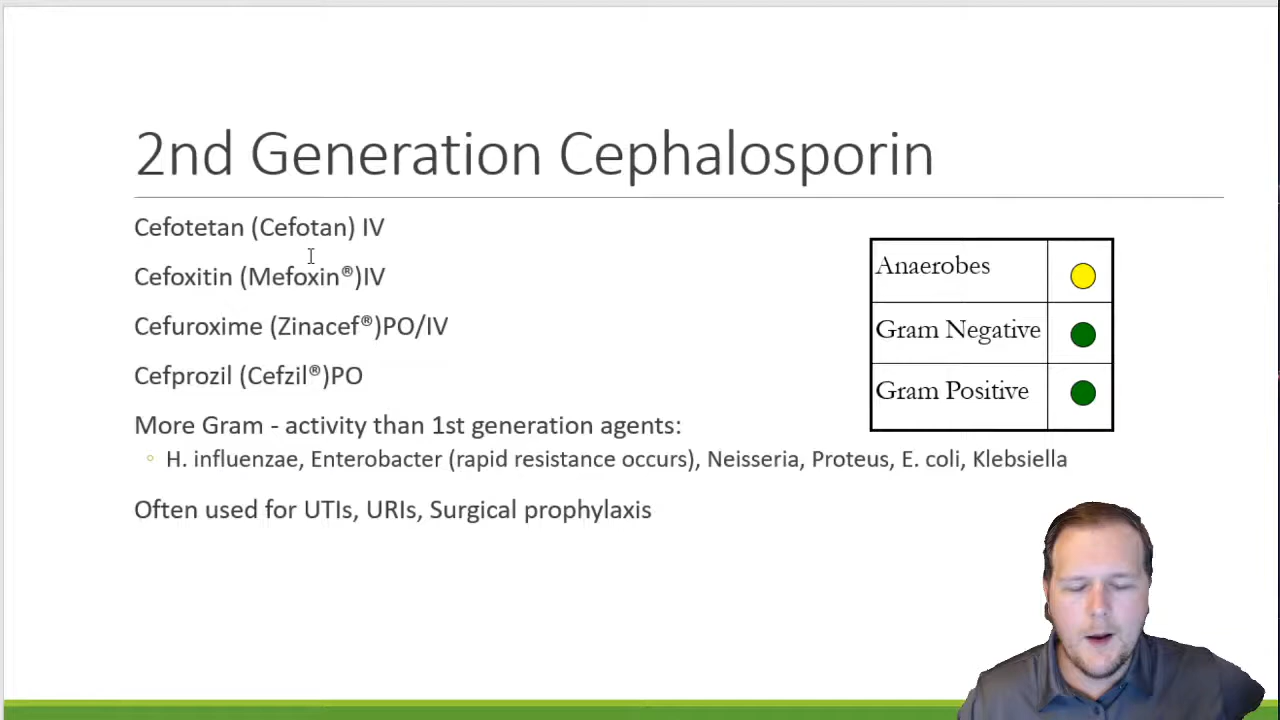 2nd Generation Cephalosporin
Cefotetan (Cefotan) IV
Cefoxitin (Mefoxin®)IV
Cefuroxime (Zinacef®)PO/IV
Cefprozil (Cefzil®)PO
More Gram - activity than 1st generation agents:
H. influenzae, Enterobacter (rapid resistance occurs), Neisseria, Proteus, E. coli, Klebsiella
Often used for UTIs, URIs, Surgical prophylaxis
Anaerobes
Gram Negative
Gram Positive